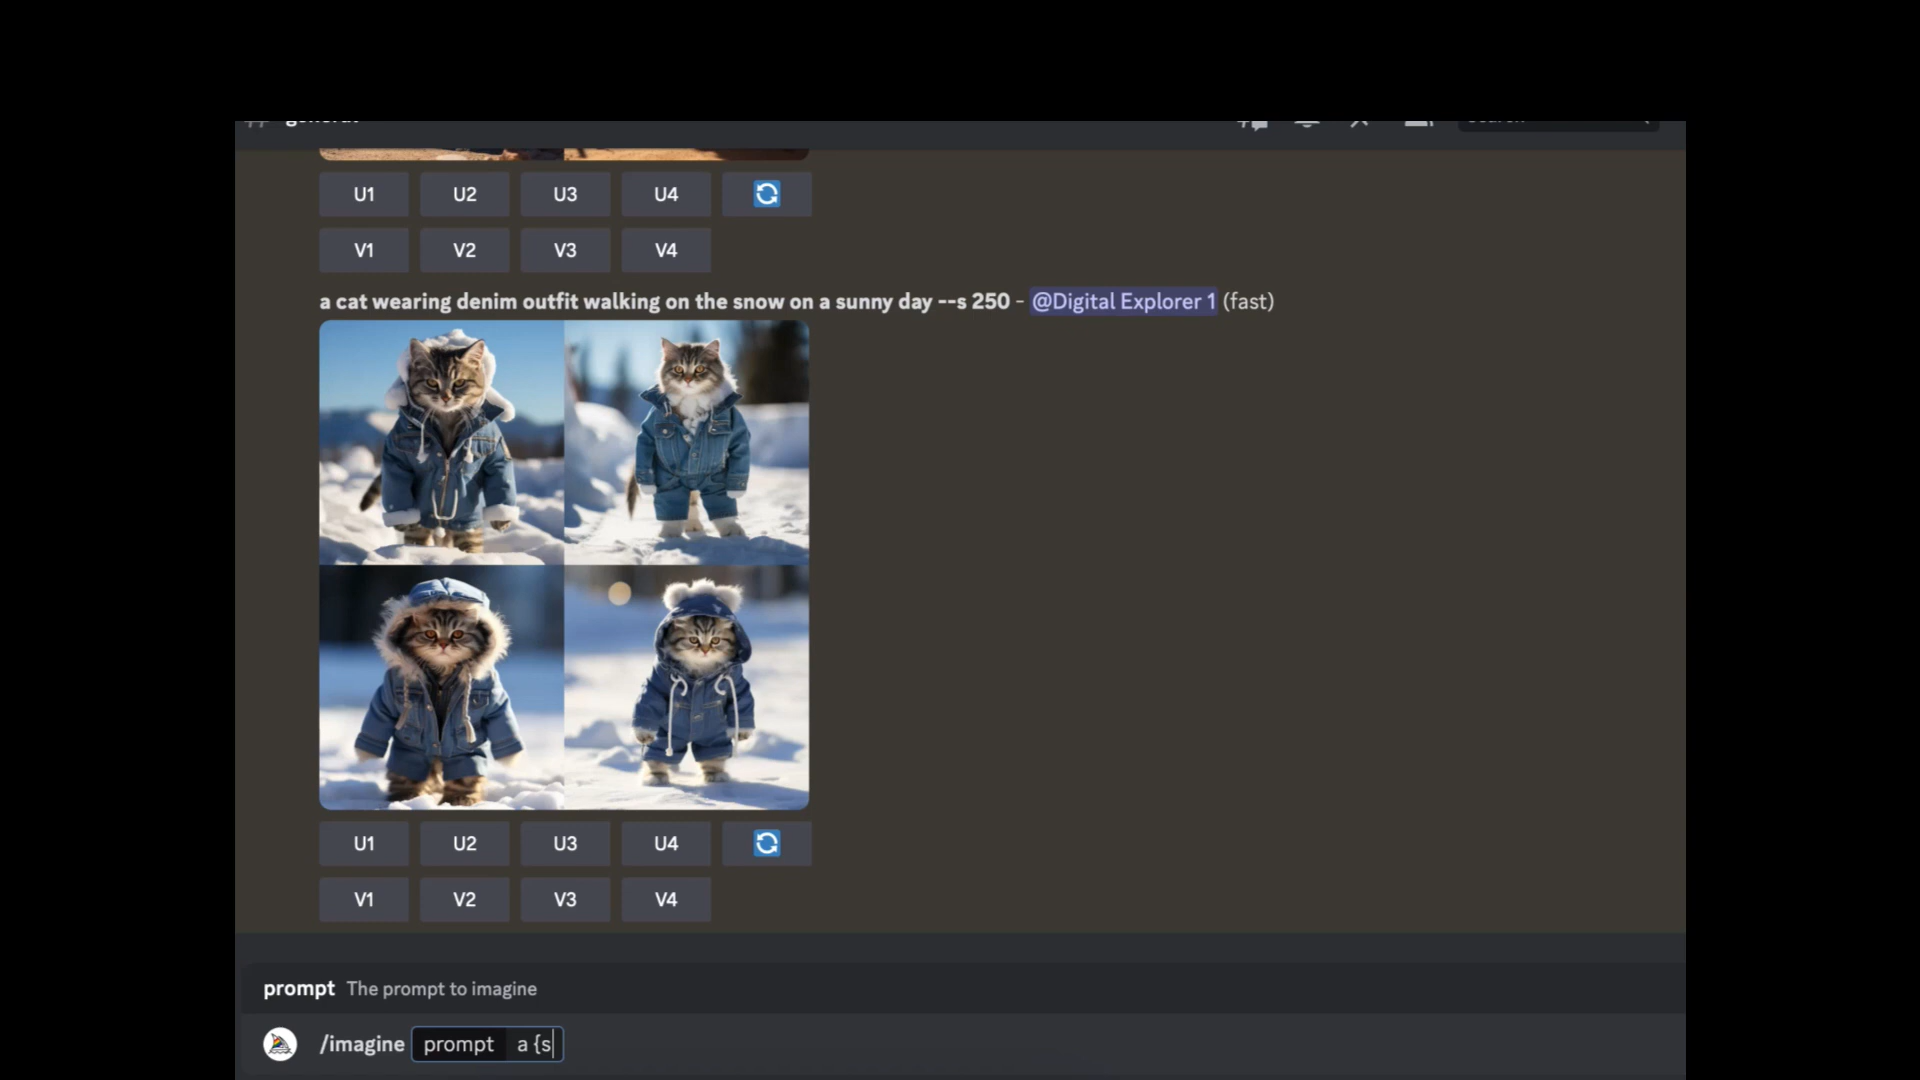 general
Search
U1 U2 U3 U4
V1 V2 V3 V4
a cat wearing denim outfit walking on the snow on a sunny day --s 250 - @Digital Explorer 1 (fast)
U1 U2 U3 U4
V1 V2 V3 V4
prompt The prompt to imagine
/imagine prompt a {s